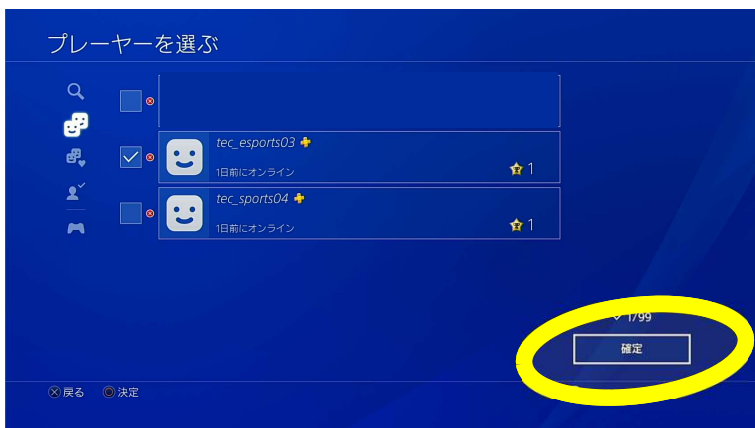 プレーヤーを選ぶ
tec_esports03
1日前にオンライン
1
tec_sports04
1日前にオンライン
1
1/99
確定
戻る 決定